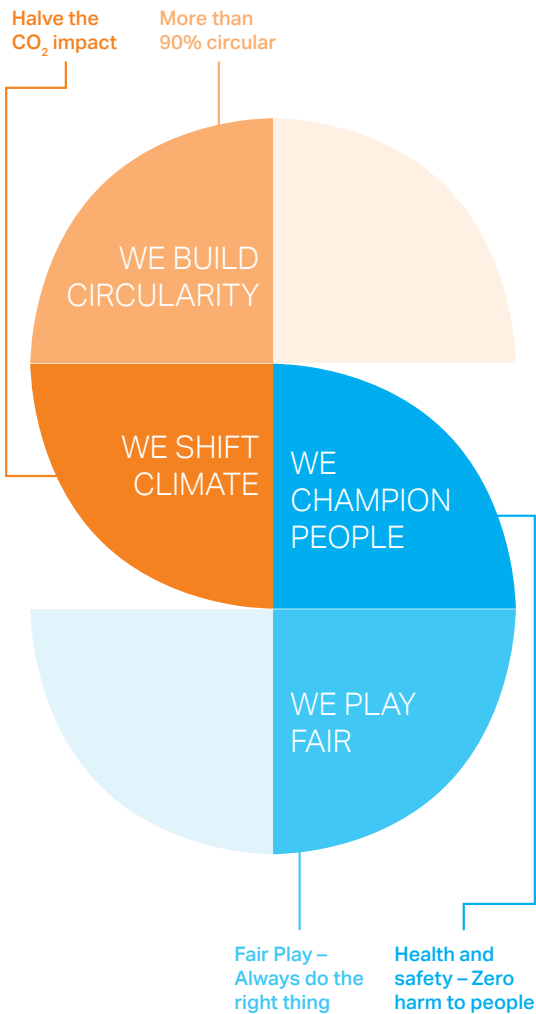 Halve the
CO₂ impact
More than
90% circular
WE BUILD
CIRCULARITY
WE SHIFT
CLIMATE
WE
CHAMPION
PEOPLE
WE PLAY
FAIR
Fair Play –
Always do the
right thing
Health and
safety – Zero
harm to people